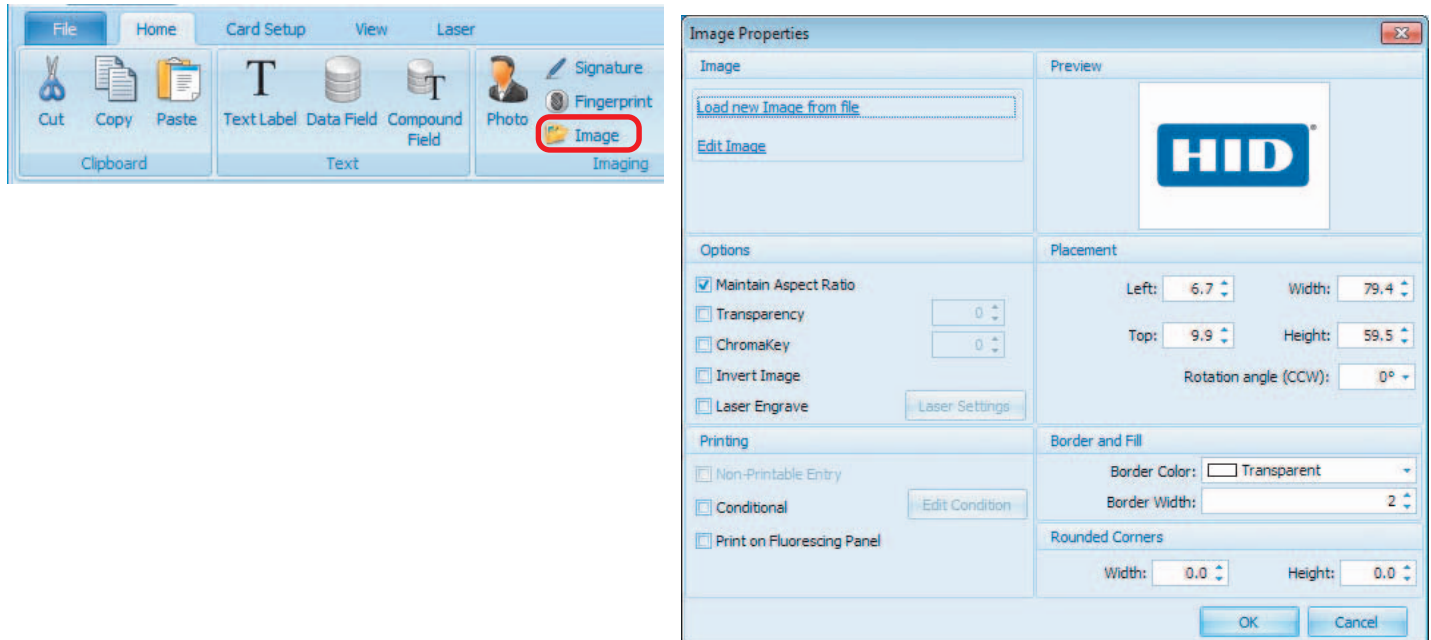 File Home Card Setup View Laser
Signature
Fingerprint
Image
Cut Copy Paste Text Label Data Field Compound Field Photo
Clipboard Text Imaging
Image Properties
Image
Load new Image from file
Edit Image
Preview
HID
Options
Maintain Aspect Ratio
Transparency 0
ChromaKey 0
Invert Image
Laser Engrave Laser Settings
Placement
Left: 6.7 Width: 79.4
Top: 9.9 Height: 59.5
Rotation angle (CCW): 0°
Printing
Non-Printable Entry
Conditional Edit Condition
Print on Fluorescing Panel
Border and Fill
Border Color: Transparent
Border Width: 2
Rounded Corners
Width: 0.0 Height: 0.0
OK Cancel